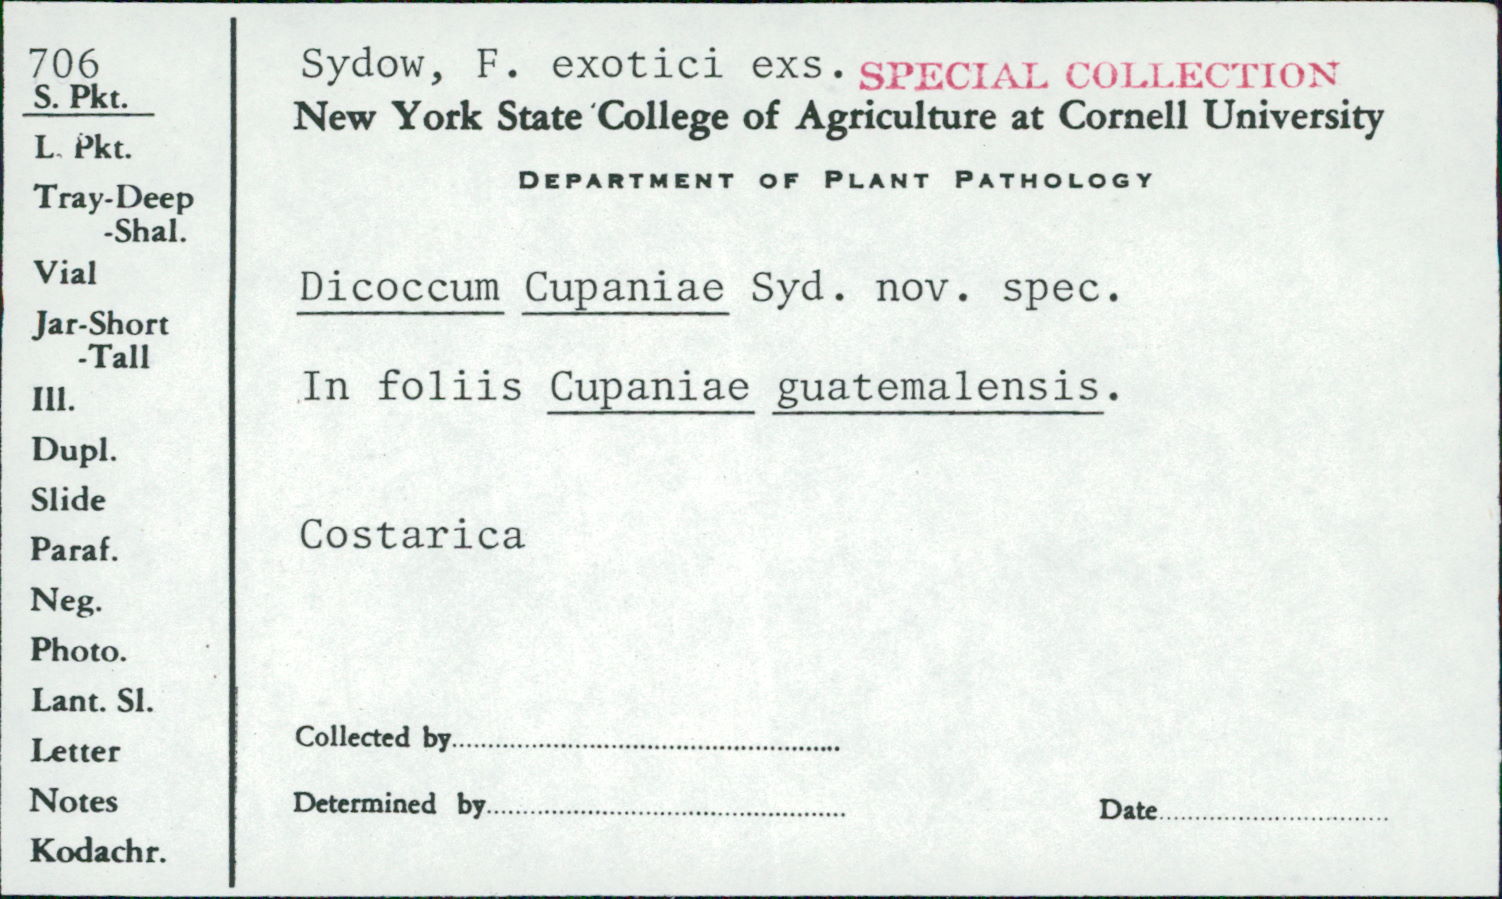 706
S. Pkt.
L. Pkt.
Tray-Deep
-Shal.
Vial
Jar-Short
-Tall
Ill.
Dupl.
Slide
Paraf.
Neg.
Photo.
Lant. Sl.
Letter
Notes
Kodachr.
Sydow, F. exotici exs. SPECIAL COLLECTION
New York State College of Agriculture at Cornell University
DEPARTMENT OF PLANT PATHOLOGY
Dicoccum Cupaniae Syd. nov. spec.
In foliis Cupaniae guatemalensis.
Costarica
Collected by
Determined by
Date